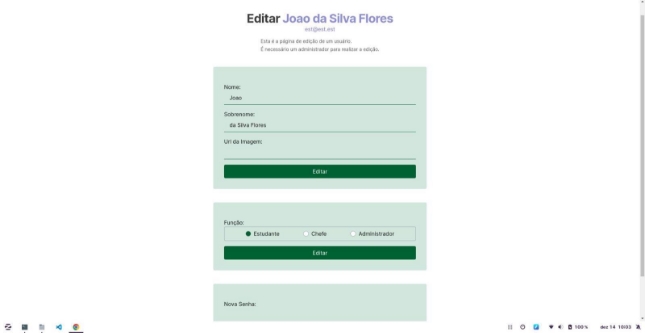 Editar Joao da Silva Flores
est@est.est
Esta é a página de edição de um usuário.
É necessário um administrador para realizar a edição.
Nome:
Joao
Sobrenome:
da Silva Flores
Url da Imagem:
Editar
Função:
Estudante Chefe Administrador
Editar
Nova Senha:
100% dez 14 10:03